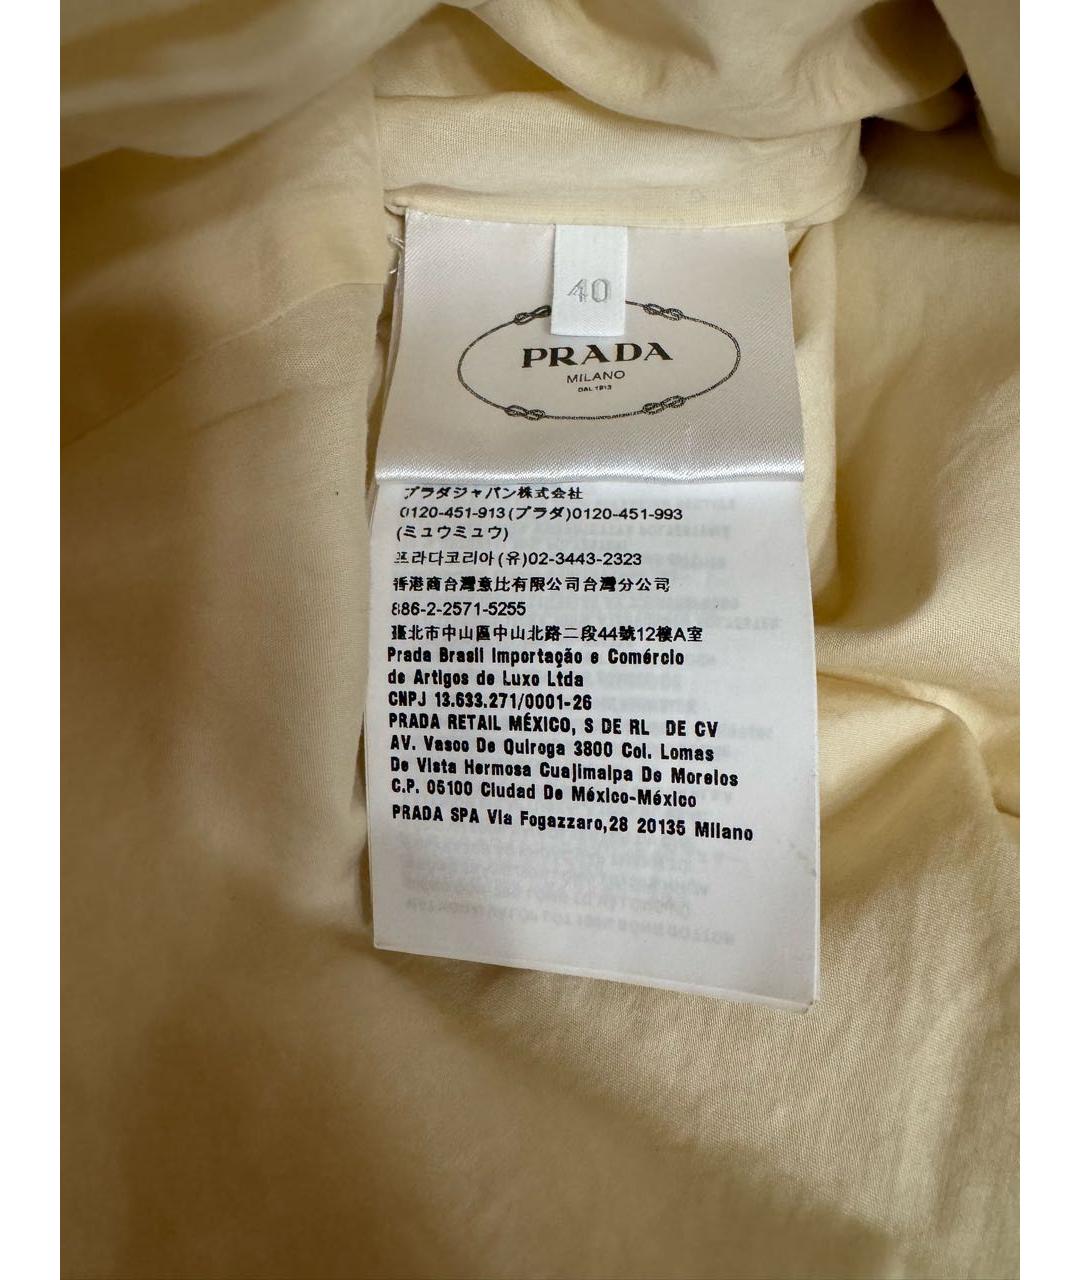 40
PRADA
MILANO
DAL 1913
プラダジャパン株式会社
0120-451-913(プラダ)0120-451-993
(ミュウミュウ)
프라다코리아(유)02-3443-2323
香港商台灣意比有限公司台灣分公司
886-2-2571-5255
臺北市中山區中山北路二段44號12樓A室
Prada Brasil Importação e Comércio
de Artigos de Luxo Ltda
CNPJ 13.633.271/0001-26
PRADA RETAIL MÉXICO, S DE RL DE CV
AV. Vasco De Quiroga 3800 Col. Lomas
De Vista Hermosa Cuajimalpa De Morelos
C.P. 05100 Ciudad De México-México
PRADA SPA Via Fogazzaro,28 20135 Milano